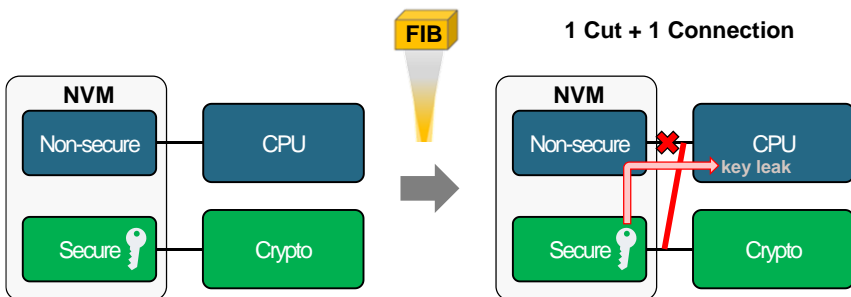 FIB
1 Cut + 1 Connection
NVM
Non-secure
CPU
Secure
Crypto
NVM
Non-secure
CPU
key leak
Secure
Crypto